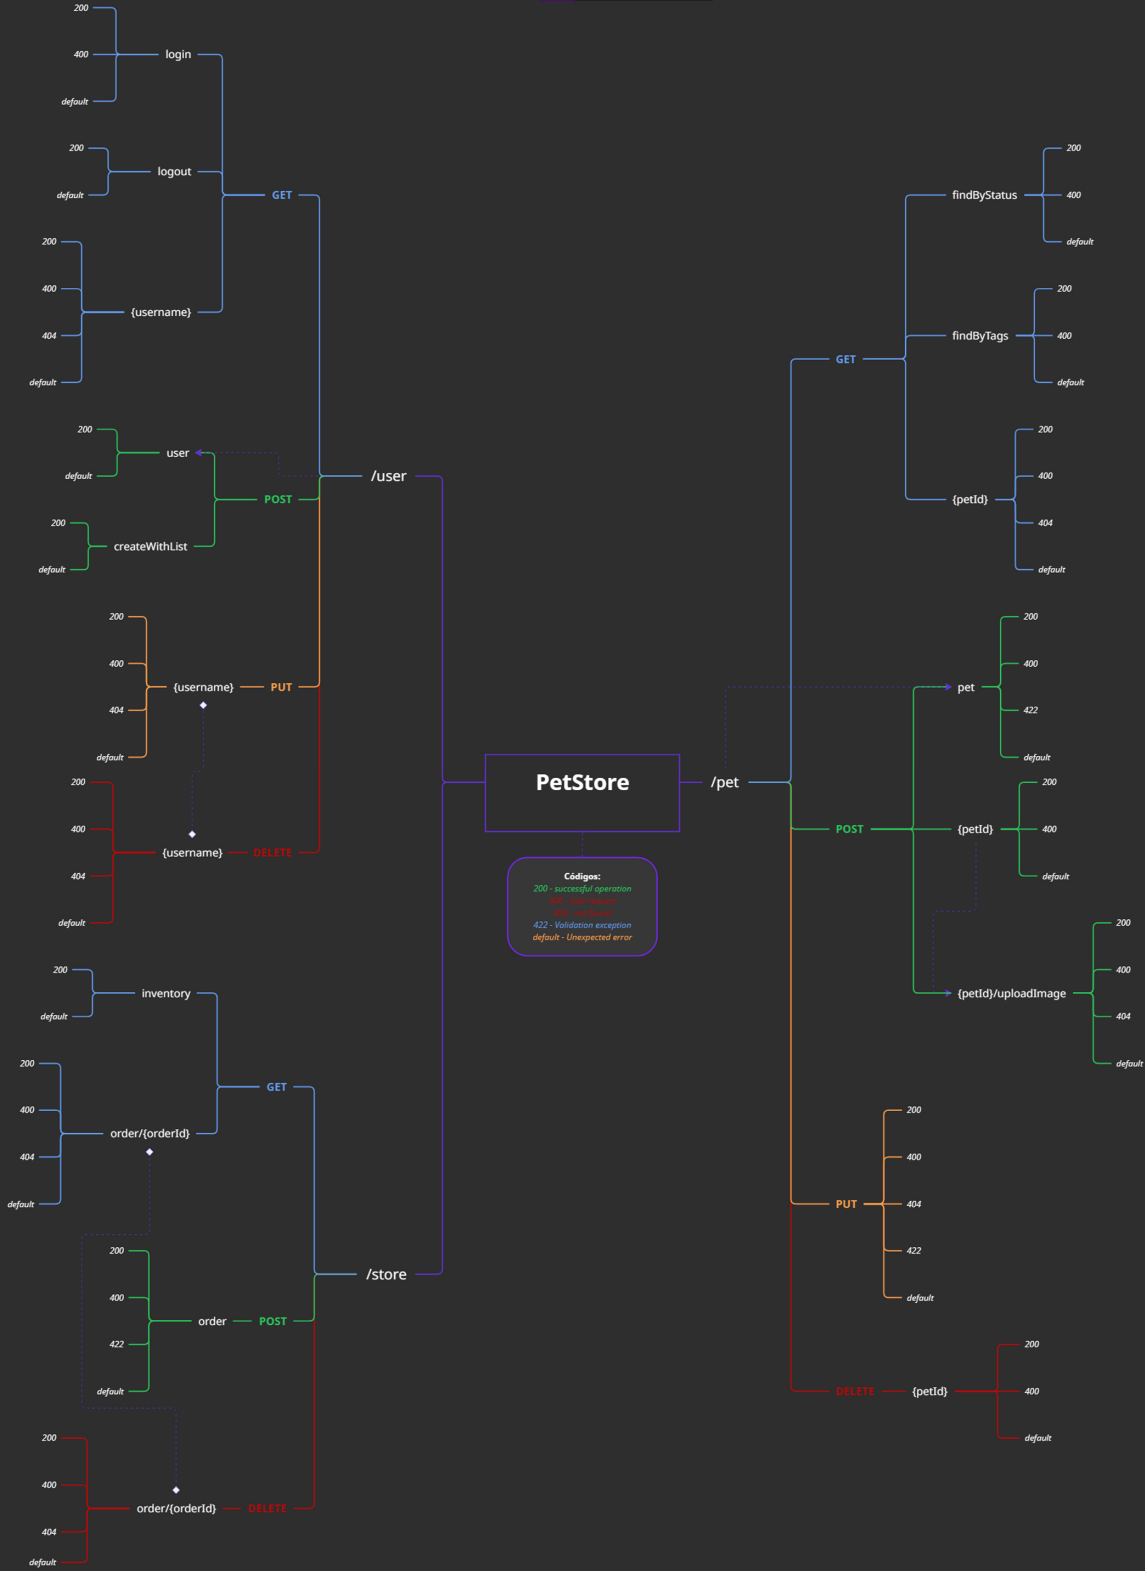 200
400
login
default
200
logout
default
GET
200
400
{username}
404
default
200
user
default
/user
POST
200
createWithList
default
200
400
{username}
PUT
404
default
200
400
{username}
DELETE
404
default
200
inventory
default
GET
200
400
order/{orderId}
404
default
/store
200
400
order
POST
422
default
200
400
order/{orderId}
DELETE
404
default
PetStore
Códigos:
200 - successful operation
422 - Validation exception
default - Unexpected error
/pet
GET
findByStatus
200
400
default
findByTags
200
400
default
{petId}
200
400
404
default
POST
pet
200
400
422
default
{petId}
200
400
default
{petId}/uploadImage
200
400
404
default
PUT
200
400
404
422
default
DELETE
{petId}
200
400
default